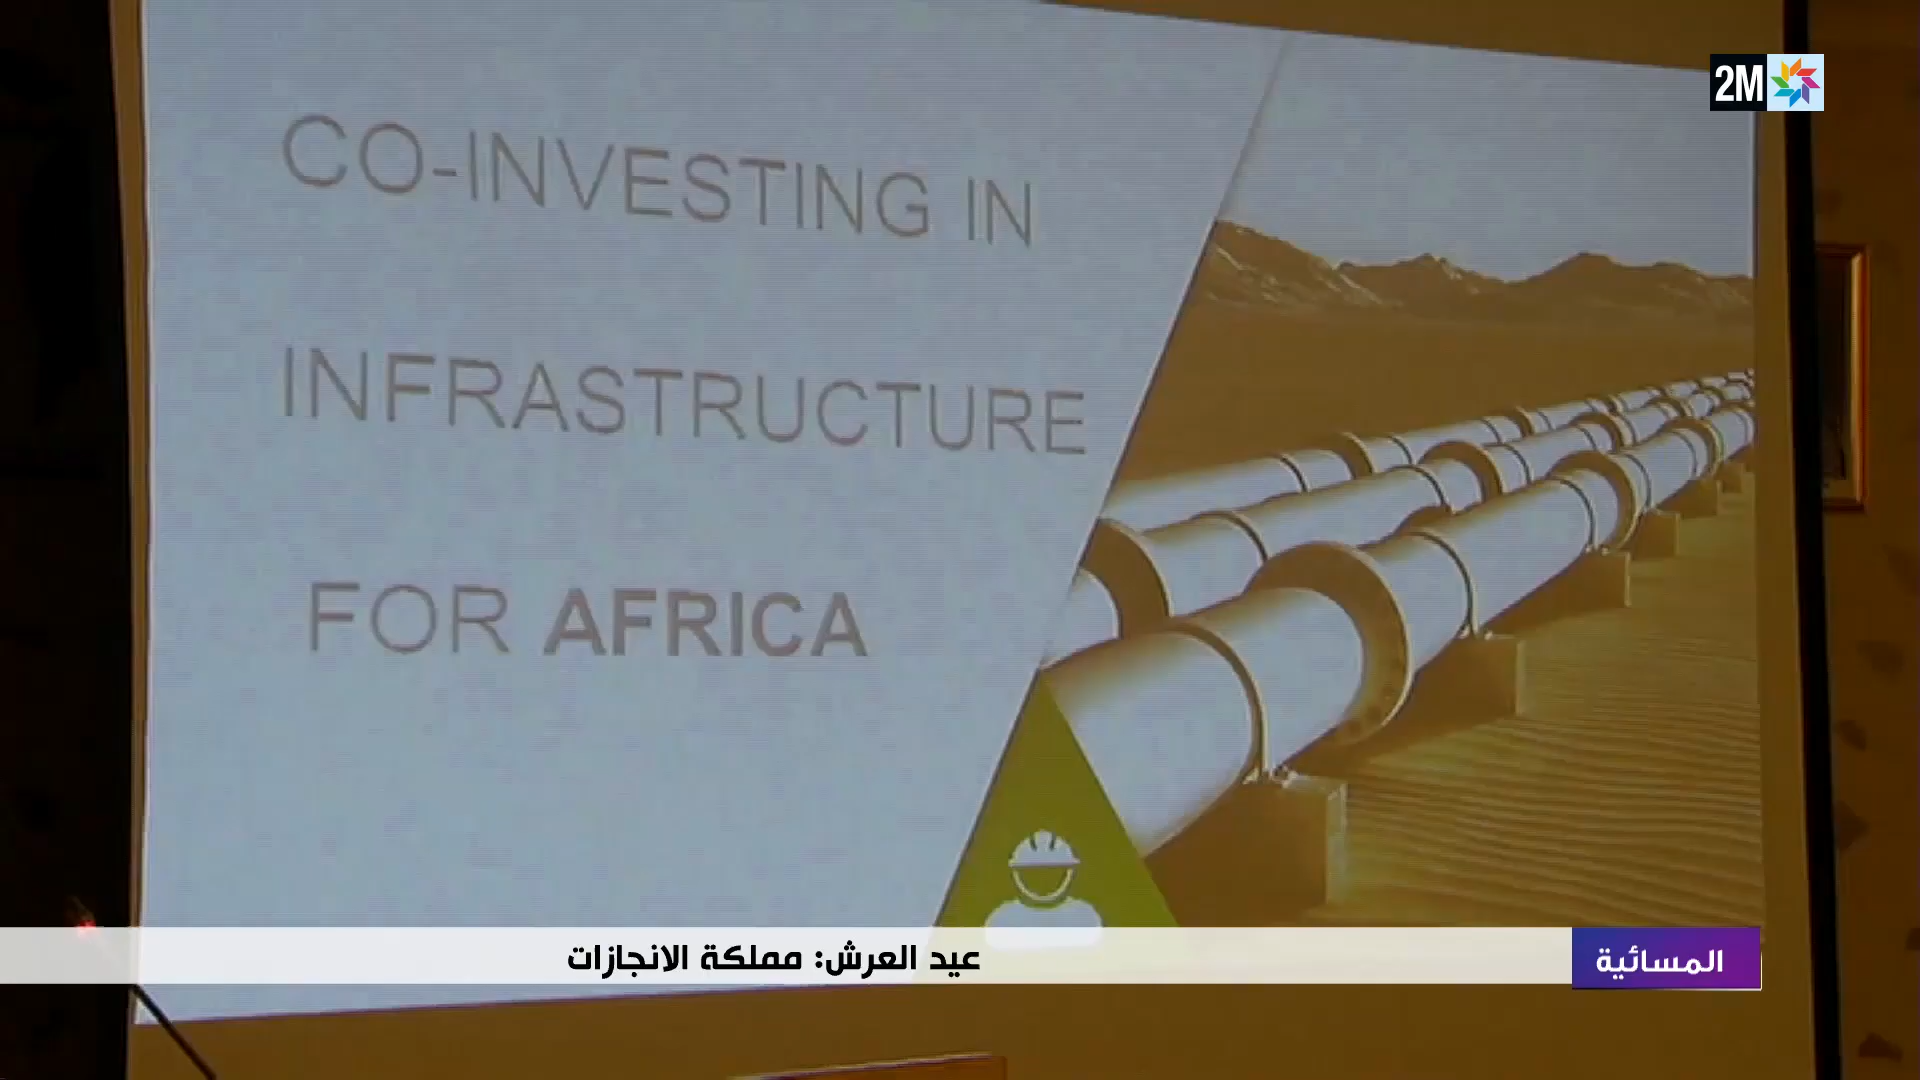 2M
CO-INVESTING IN
INFRASTRUCTURE
FOR AFRICA
عيد العرش: مملكة الانجازات
المسائية